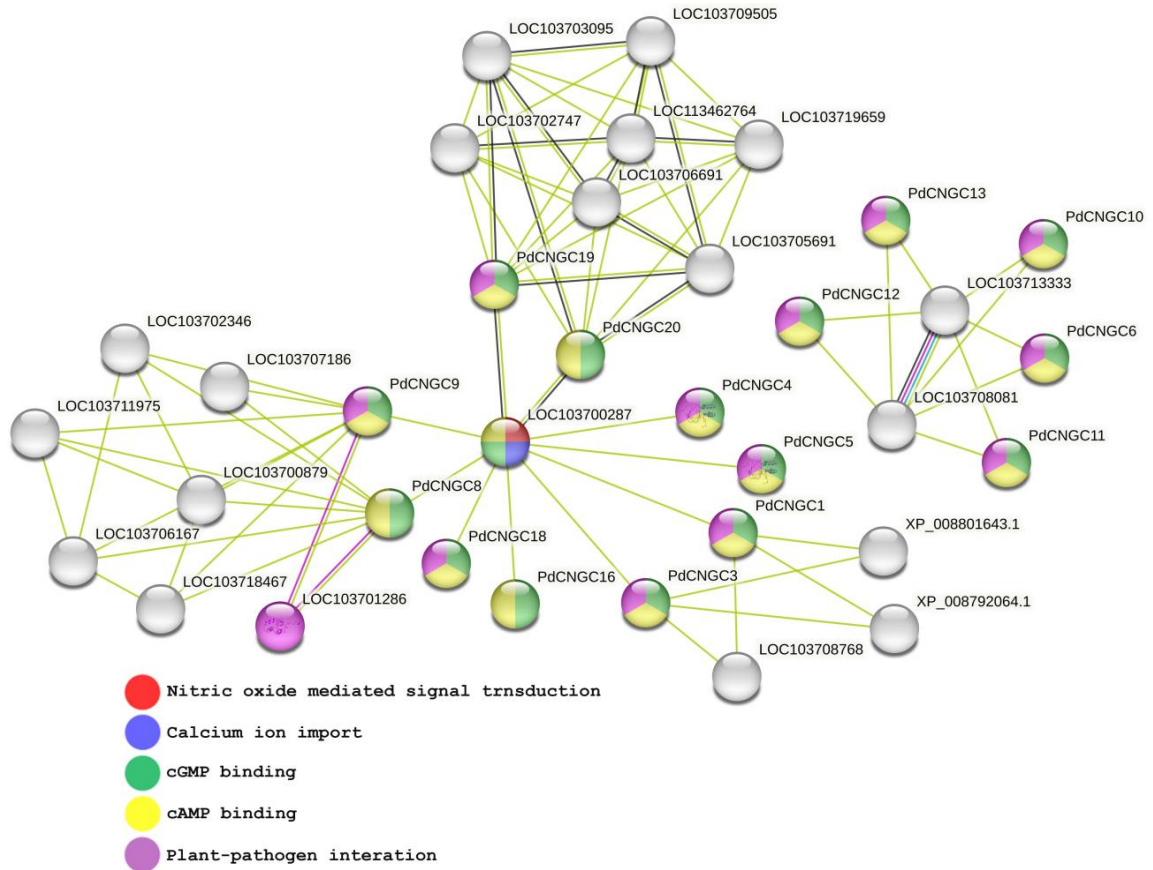 LOC103709505
LOC103703095
LOC113462764
LOC103719659
LOC103702747
LOC103706691
PdCNGC13
PdCNGC10
LOC103705691
PdCNGC19
LOC103713333
PdCNGC12
LOC103702346
PdCNGC20
PdCNGC6
LOC103707186
PdCNGC9
PdCNGC4
LOC103708081
LOC103711975
LOC103700287
PdCNGC5
PdCNGC11
LOC103700879
PdCNGC8
PdCNGC1
XP_008801643.1
LOC103706167
PdCNGC18
PdCNGC16
PdCNGC3
LOC103718467
LOC103701286
XP_008792064.1
LOC103708768
Nitric oxide mediated signal trnsduction
Calcium ion import
cGMP binding
cAMP binding
Plant-pathogen interation